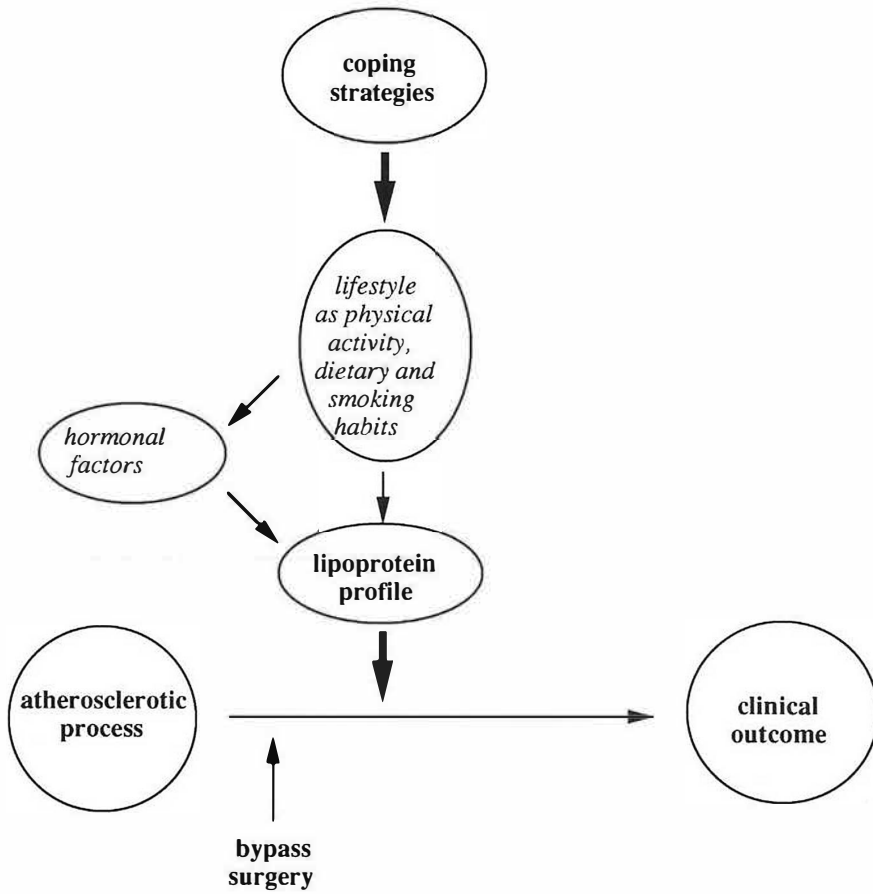 coping
strategies
lifestyle
as physical
activity,
dietary and
smoking
habits
hormonal
factors
lipoprotein
profile
atherosclerotic
process
clinical
outcome
bypass
surgery